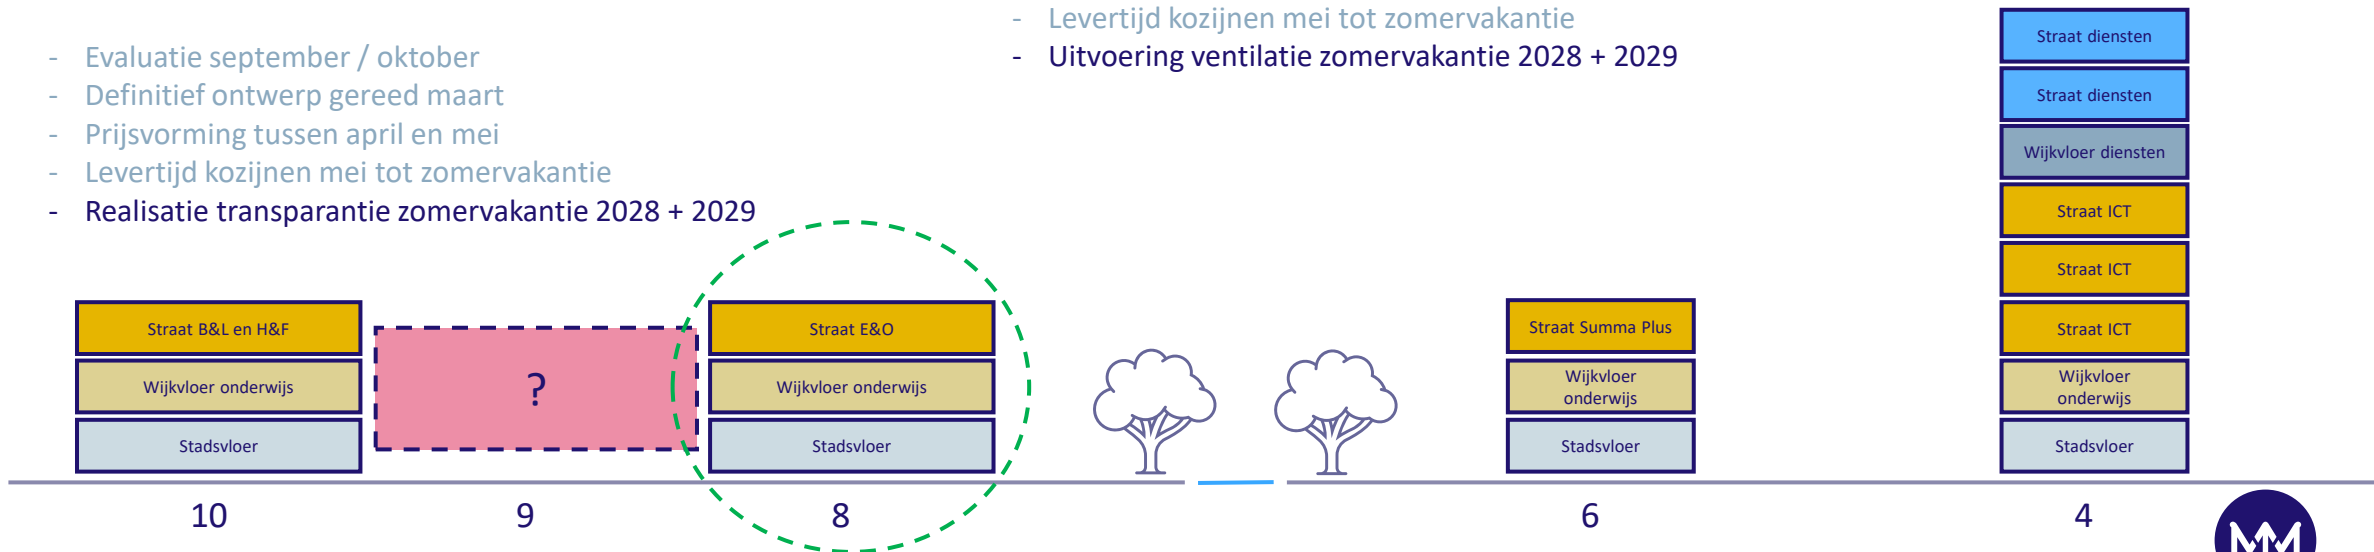 - Evaluatie september / oktober
- Definitief ontwerp gereed maart
- Prijsvorming tussen april en mei
- Levertijd kozijnen mei tot zomervakantie
- Realisatie transparantie zomervakantie 2028 + 2029
- Levertijd kozijnen mei tot zomervakantie
- Uitvoering ventilatie zomervakantie 2028 + 2029
Straat B&L en H&F
Wijkvloer onderwijs
Stadsvloer
10
?
9
Straat E&O
Wijkvloer onderwijs
Stadsvloer
8
Straat Summa Plus
Wijkvloer
onderwijs
Stadsvloer
6
Straat diensten
Straat diensten
Wijkvloer diensten
Straat ICT
Straat ICT
Straat ICT
Wijkvloer
onderwijs
Stadsvloer
4